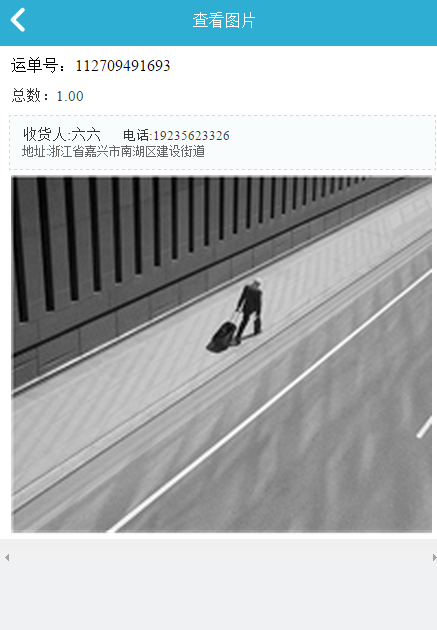 查看图片
运单号：112709491693
总数：1.00
收货人:六六 电话:19235623326
地址:浙江省嘉兴市南湖区建设街道